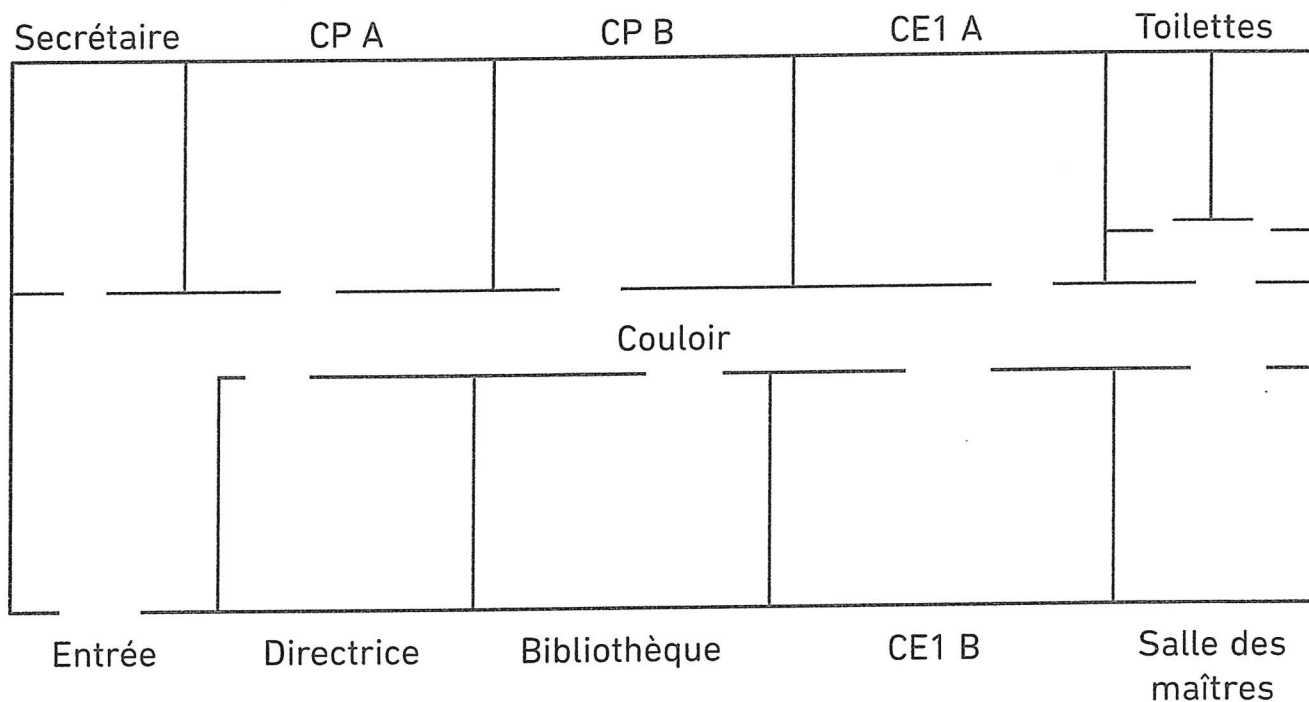 Secrétaire
CP A
CP B
CE1 A
Toilettes
Couloir
Entrée
Directrice
Bibliothèque
CE1 B
Salle des
maîtres